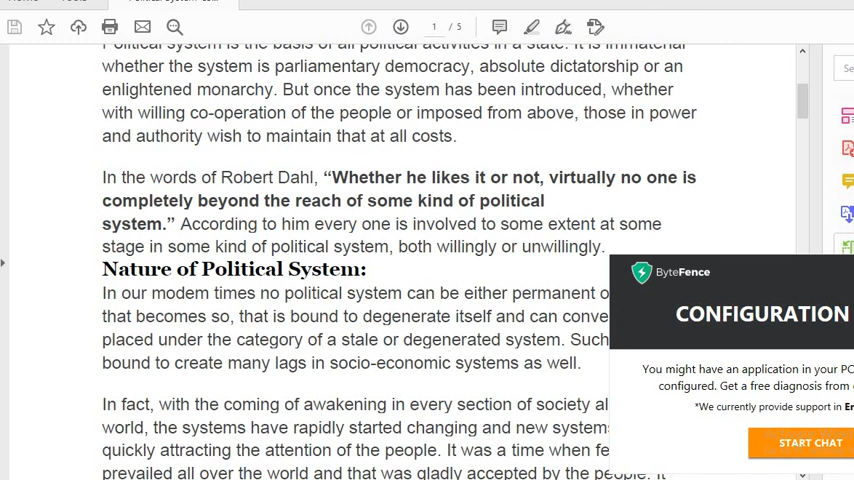 1 / 5
Political system is the basis of all political activities in a state. It is immaterial
whether the system is parliamentary democracy, absolute dictatorship or an
enlightened monarchy. But once the system has been introduced, whether
with willing co-operation of the people or imposed from above, those in power
and authority wish to maintain that at all costs.
In the words of Robert Dahl, “Whether he likes it or not, virtually no one is
completely beyond the reach of some kind of political
system.” According to him every one is involved to some extent at some
stage in some kind of political system, both willingly or unwillingly.
Nature of Political System:
In our modem times no political system can be either permanent o
that becomes so, that is bound to degenerate itself and can conve
placed under the category of a stale or degenerated system. Such
bound to create many lags in socio-economic systems as well.
In fact, with the coming of awakening in every section of society al
world, the systems have rapidly started changing and new systems
quickly attracting the attention of the people. It was a time when fe
prevailed all over the world and that was gladly accepted by the people. It
Se
ByteFence
CONFIGURATION
You might have an application in your PC
configured. Get a free diagnosis from
*We currently provide support in En
START CHAT